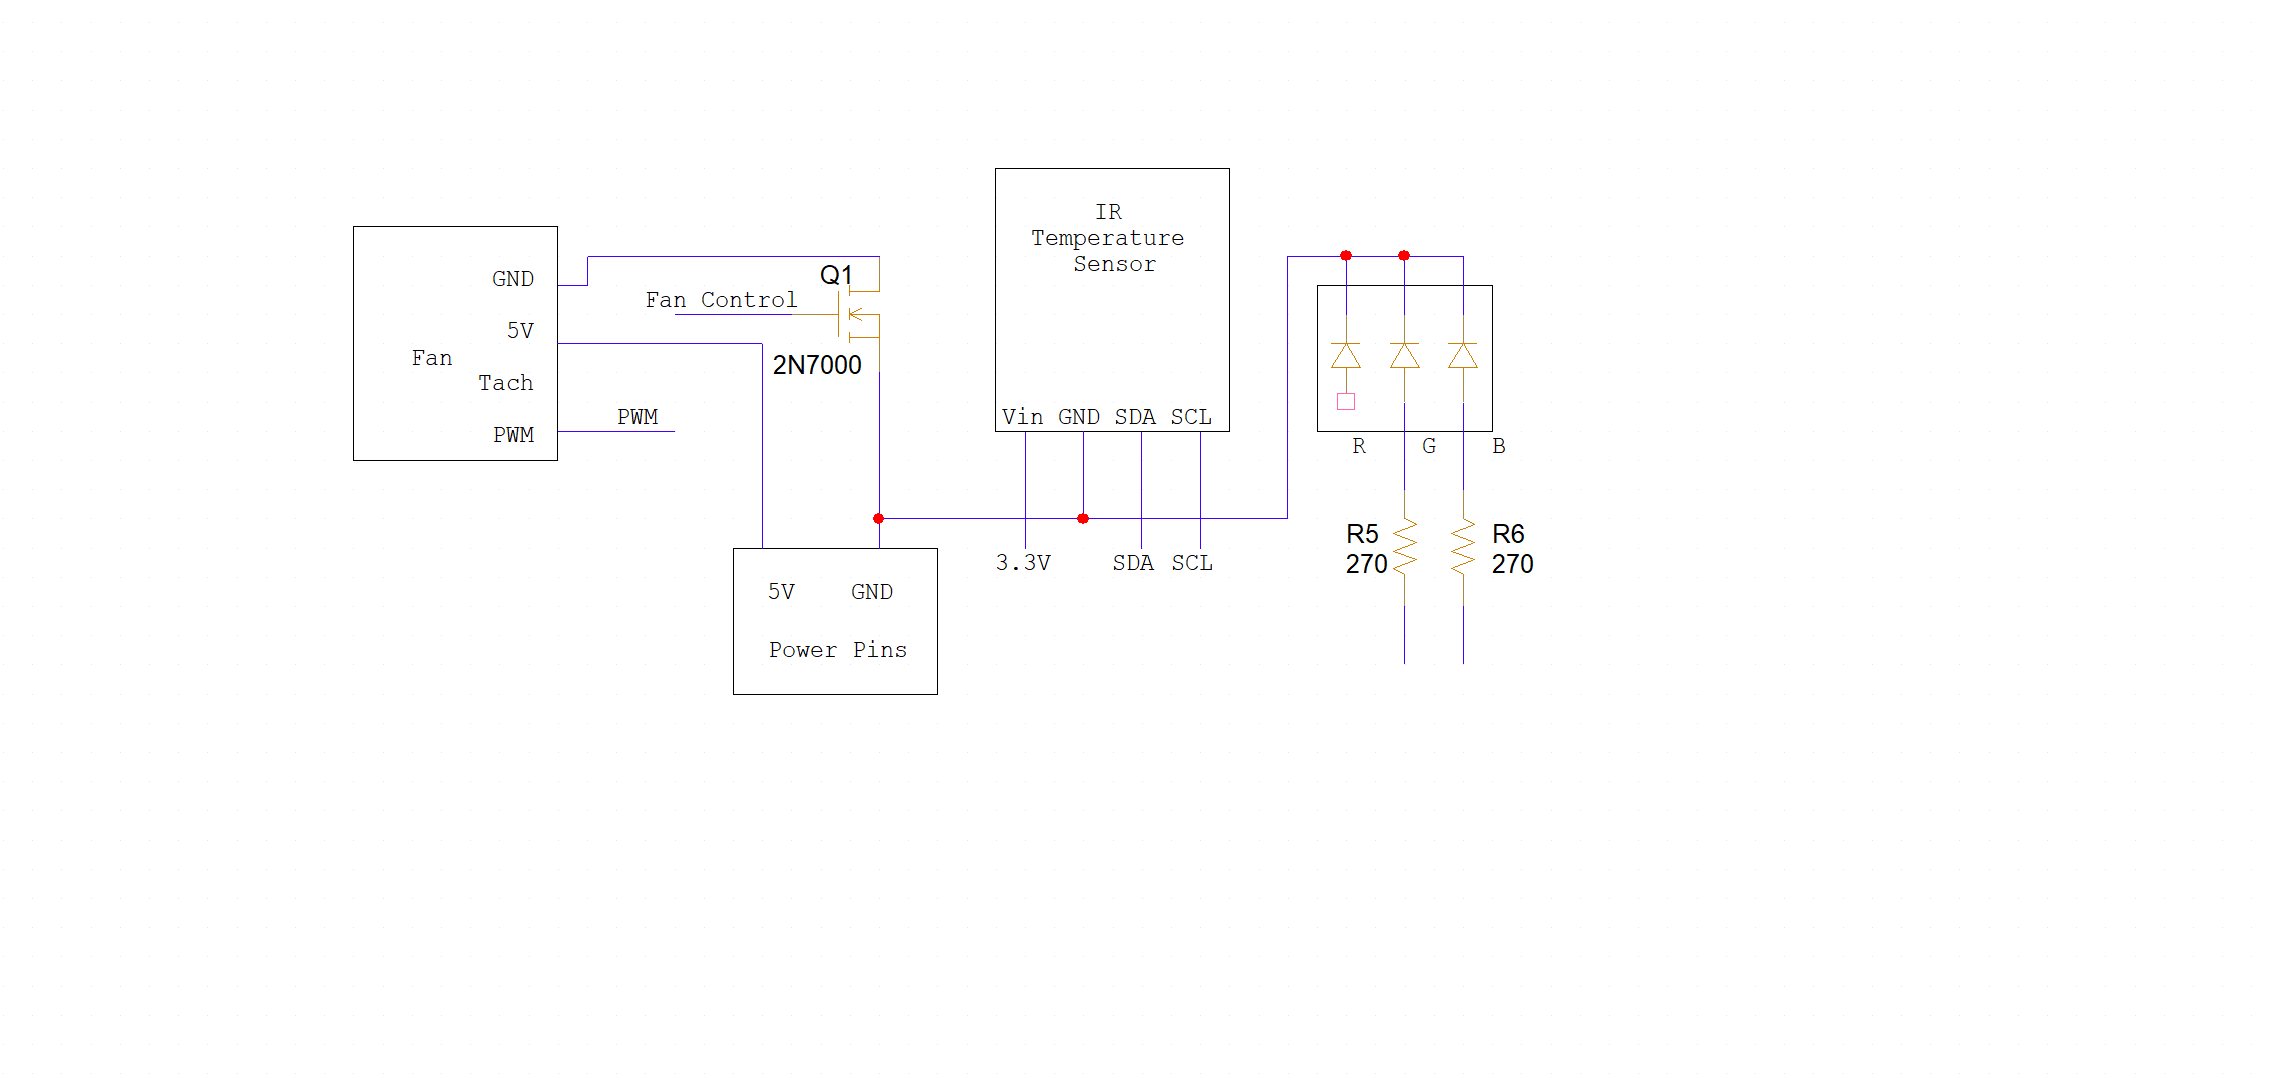 IR
Temperature
Sensor
GND
Q1
Fan Control
5V
Fan
2N7000
Tach
PWM
PWM
Vin GND SDA SCL
R G B
R5
270
R6
270
3.3V
SDA SCL
5V GND
Power Pins